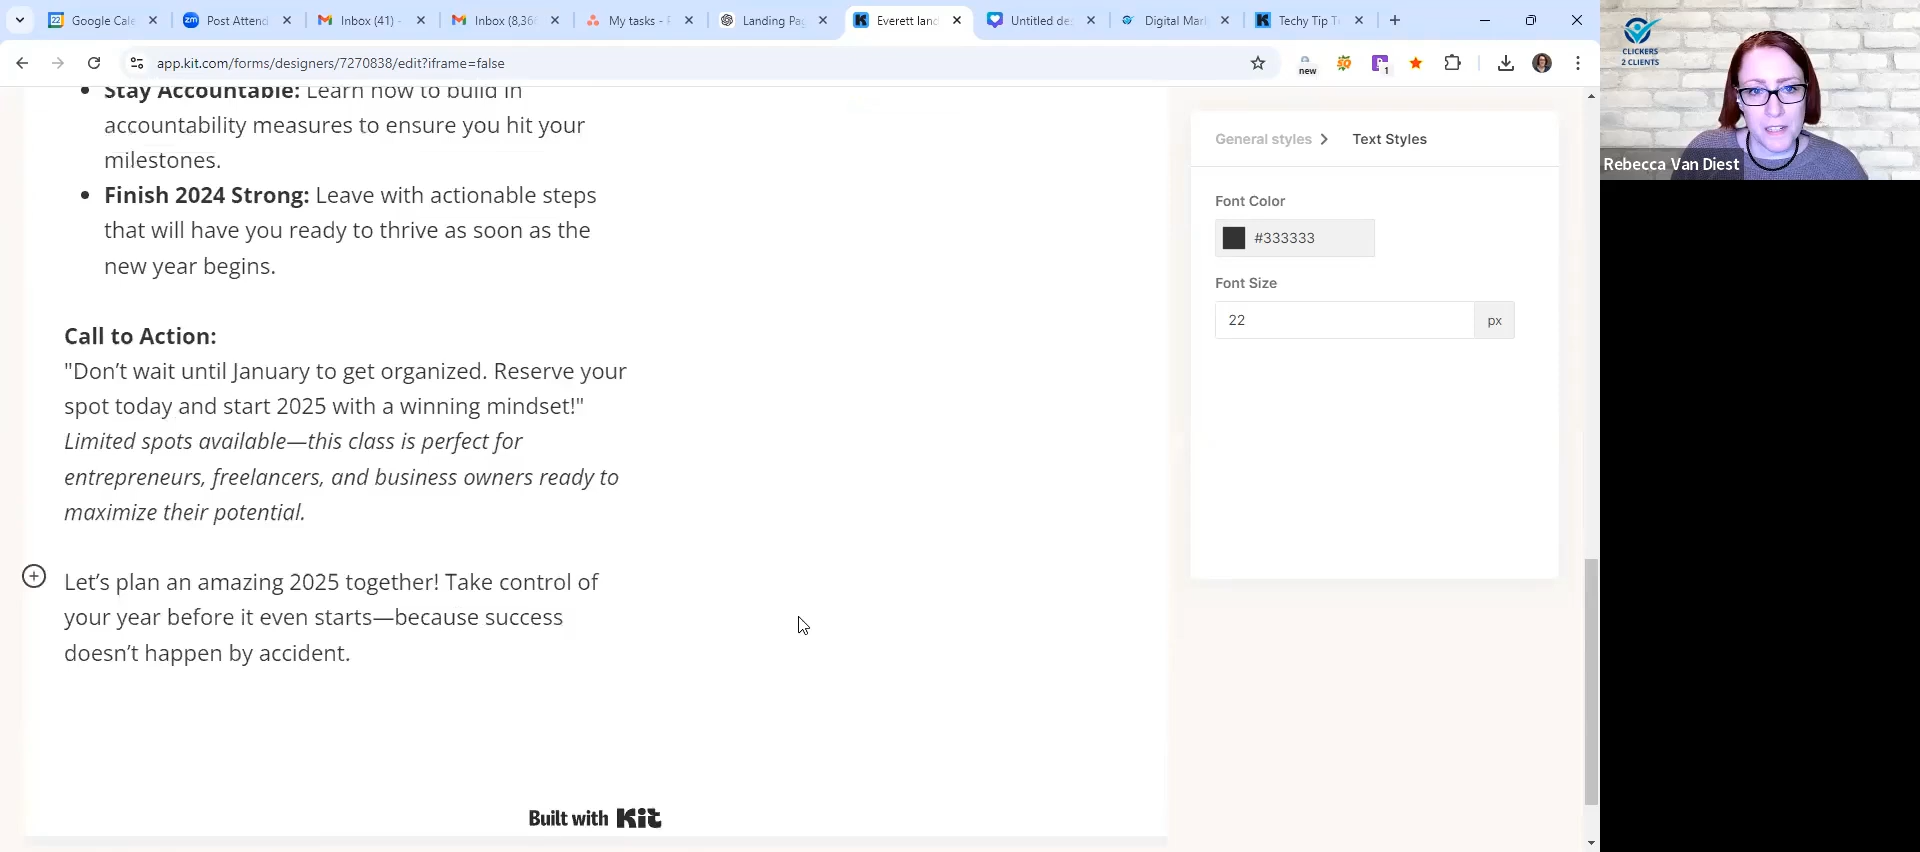 Google Cale
Post Attend
Inbox (41) -
Inbox (8,36
My tasks -
Landing Pag
Everett land
Untitled de
Digital Mar
Techy Tip T
app.kit.com/forms/designers/7270838/edit?iframe=false
new
1
CLICKERS
2 CLIENTS
Rebecca Van Diest
Stay Accountable: Learn how to build in
accountability measures to ensure you hit your
milestones.
Finish 2024 Strong: Leave with actionable steps
that will have you ready to thrive as soon as the
new year begins.
Call to Action:
"Don’t wait until January to get organized. Reserve your
spot today and start 2025 with a winning mindset!"
Limited spots available—this class is perfect for
entrepreneurs, freelancers, and business owners ready to
maximize their potential.
Let’s plan an amazing 2025 together! Take control of
your year before it even starts—because success
doesn’t happen by accident.
Built with Kit
General styles > Text Styles
Font Color
#333333
Font Size
22 px